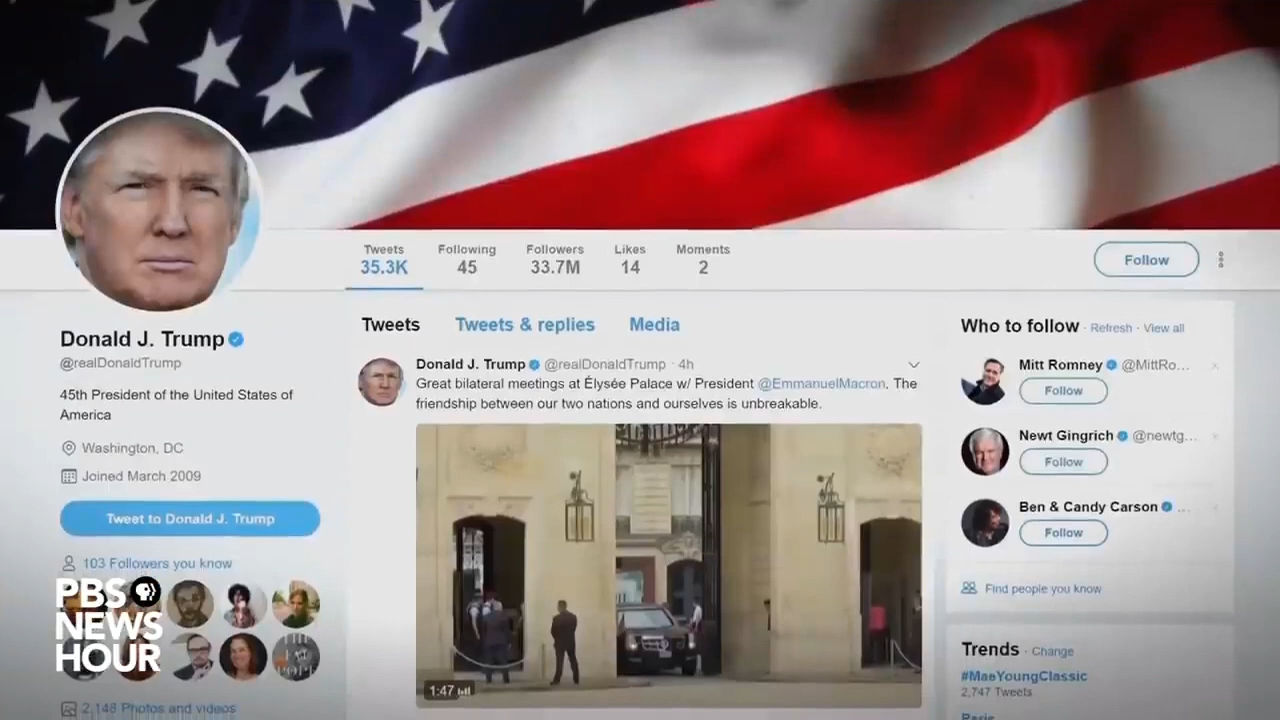 Tweets
35.3K
Following
45
Followers
33.7M
Likes
14
Moments
2
Follow
Donald J. Trump
@realDonaldTrump
45th President of the United States of
America
Washington, DC
Joined March 2009
Tweet to Donald J. Trump
103 Followers you know
PBS
NEWS
HOUR
2,148 Photos and videos
Tweets Tweets & replies Media
Donald J. Trump @realDonaldTrump · 4h
Great bilateral meetings at Élysée Palace w/ President @EmmanuelMacron. The
friendship between our two nations and ourselves is unbreakable.
1:47
Who to follow · Refresh · View all
Mitt Romney @MittRo...
Follow
Newt Gingrich @newtg...
Follow
Ben & Candy Carson ...
Follow
Find people you know
Trends · Change
#MaeYoungClassic
2,747 Tweets
Paris